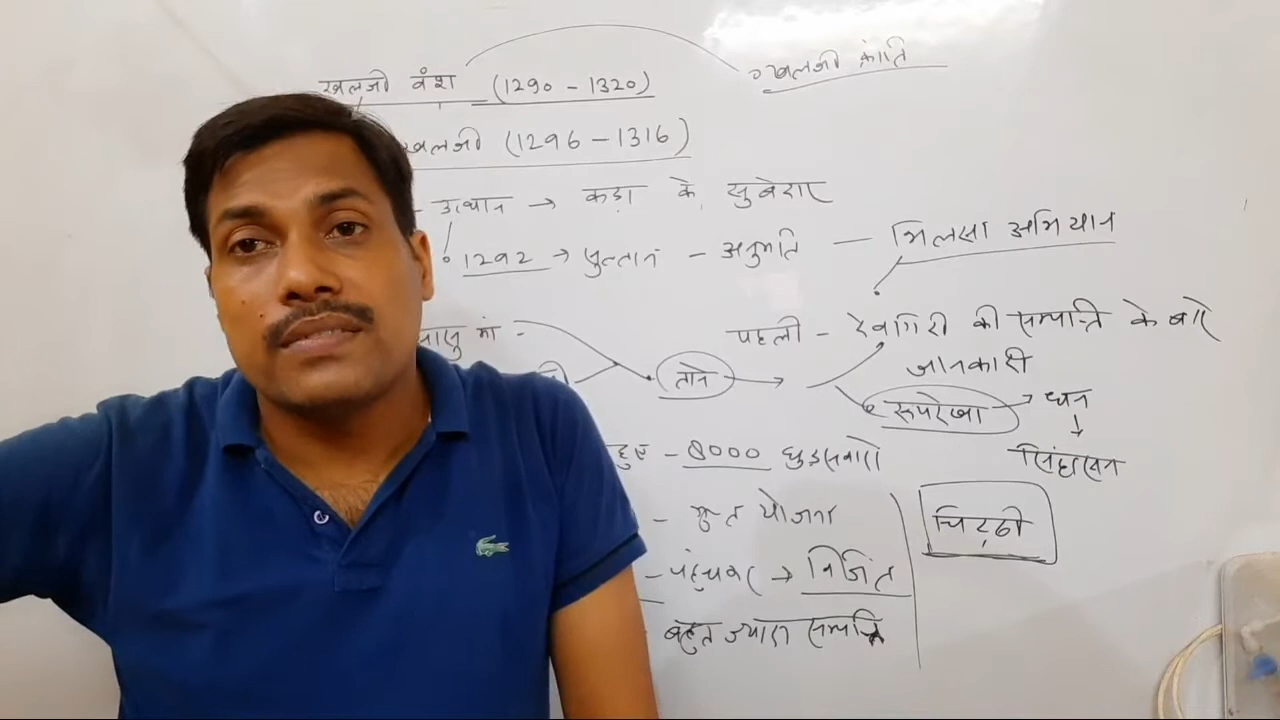 खलजी वंश (1290 - 1320)
खलजी क्रांति
खलजी (1296 - 1316)
- उत्थान → कड़ा के सुबेदार
1292 → सुल्तान - अनुमति - भिलसा अभियान
मां -
ताने →
पहली - देवगिरी की सम्पत्ति के बारे
जानकारी
रूपरेखा → धन
↓
सिंहासन
हुए - 8000 घुड़सवारो
- गुप्त योजना
चिट्ठी
- पहुंचकर → विजित
बहुत ज्यादा सम्पत्ति